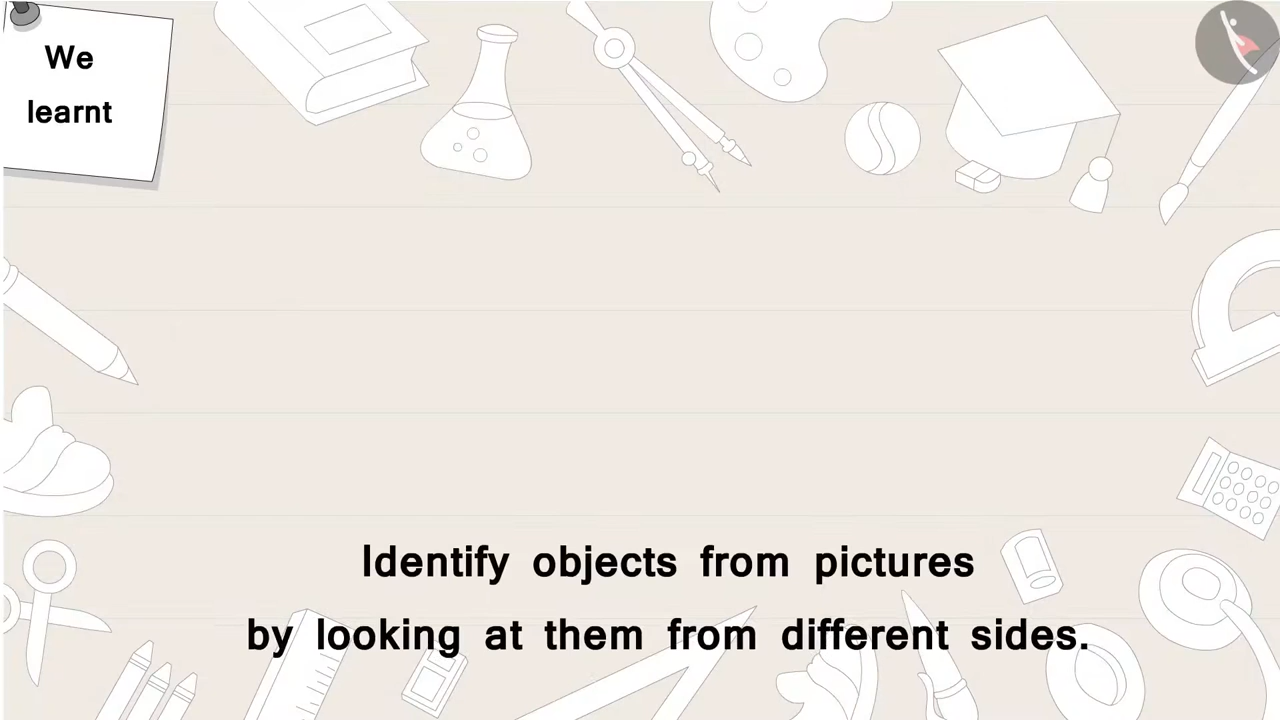 We
learnt
Identify objects from pictures
by looking at them from different sides.